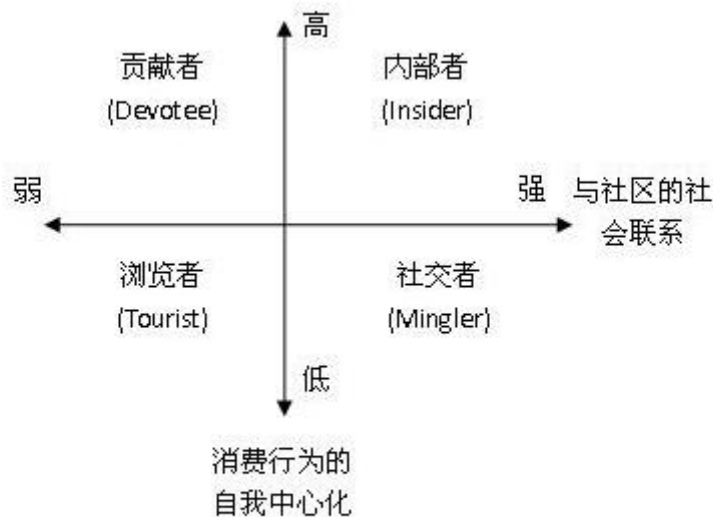 高
贡献者
(Devotee)
内部者
(Insider)
弱
强
与社区的社
会联系
浏览者
(Tourist)
社交者
(Mingler)
低
消费行为的
自我中心化